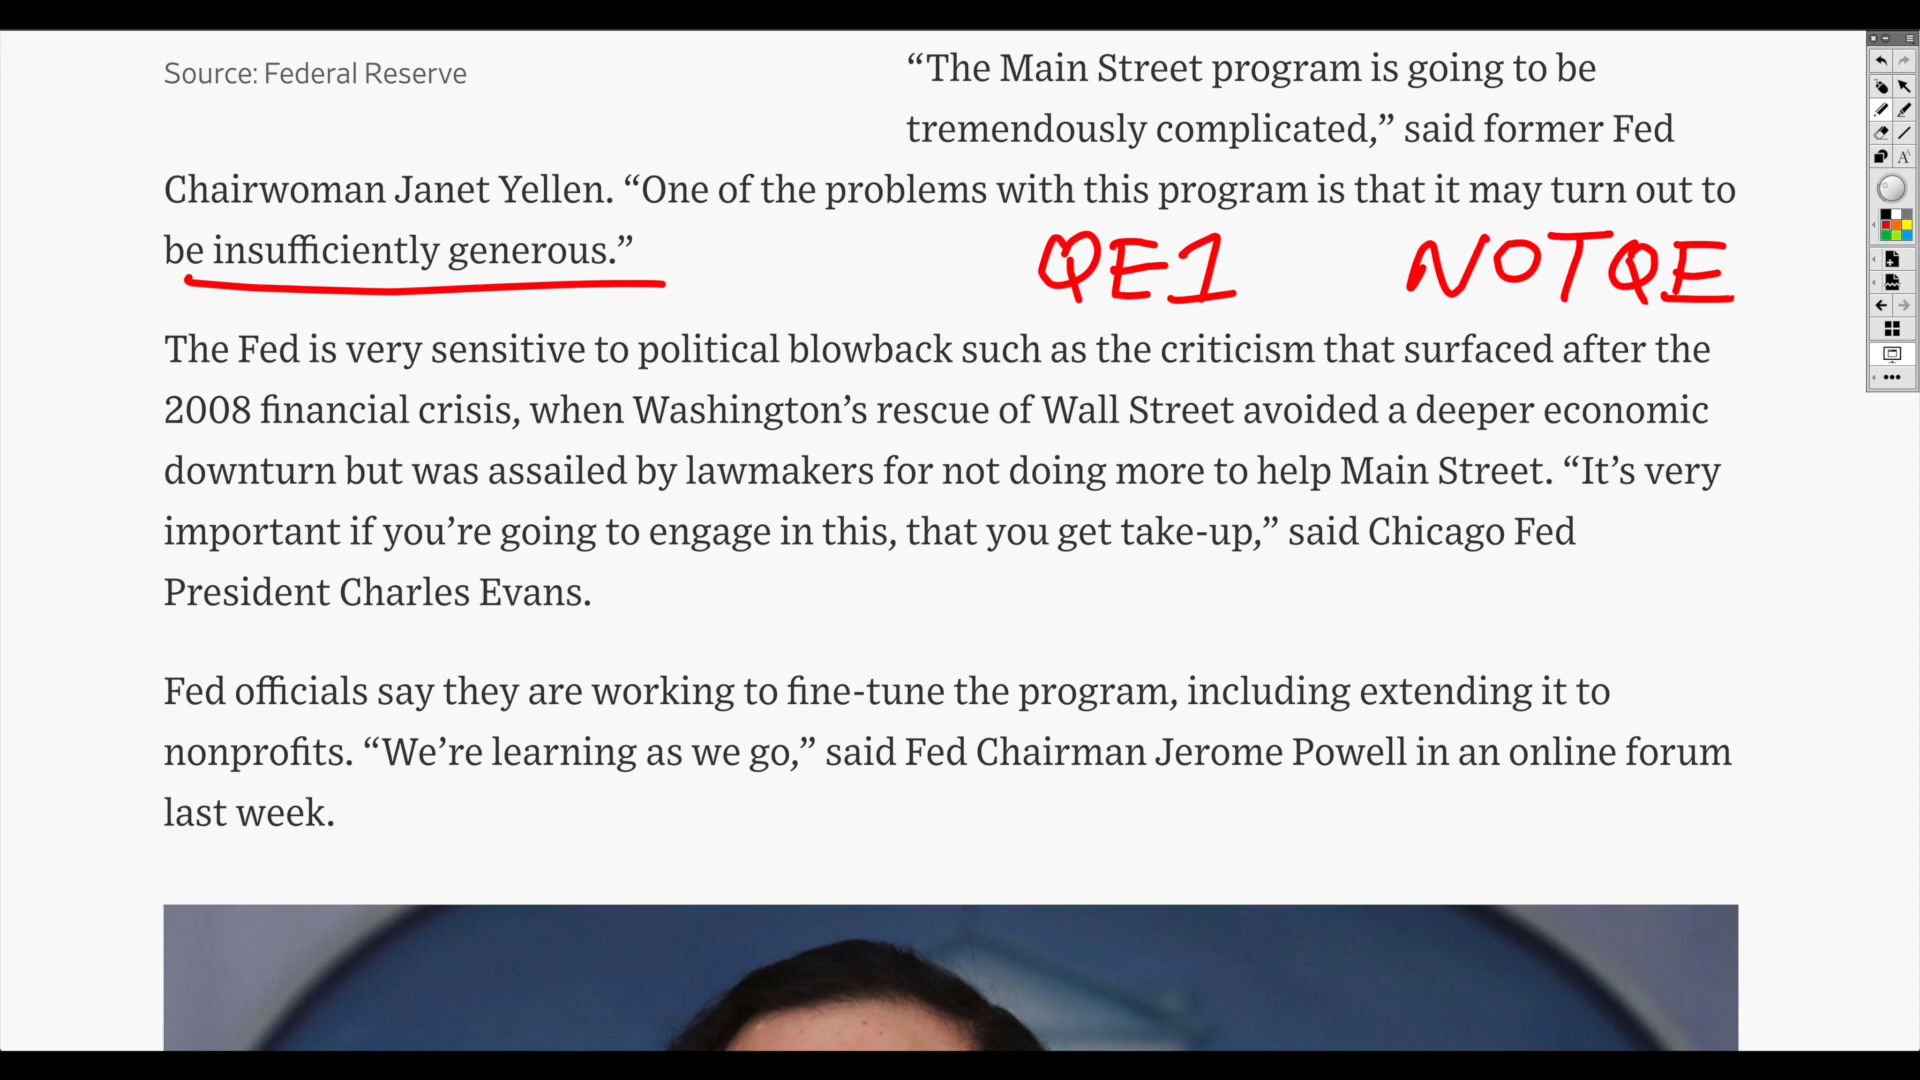 Source: Federal Reserve
“The Main Street program is going to be
tremendously complicated,” said former Fed
Chairwoman Janet Yellen. “One of the problems with this program is that it may turn out to
be insufficiently generous.”
QE1 NOTQE
The Fed is very sensitive to political blowback such as the criticism that surfaced after the
2008 financial crisis, when Washington’s rescue of Wall Street avoided a deeper economic
downturn but was assailed by lawmakers for not doing more to help Main Street. “It’s very
important if you’re going to engage in this, that you get take-up,” said Chicago Fed
President Charles Evans.
Fed officials say they are working to fine-tune the program, including extending it to
nonprofits. “We’re learning as we go,” said Fed Chairman Jerome Powell in an online forum
last week.